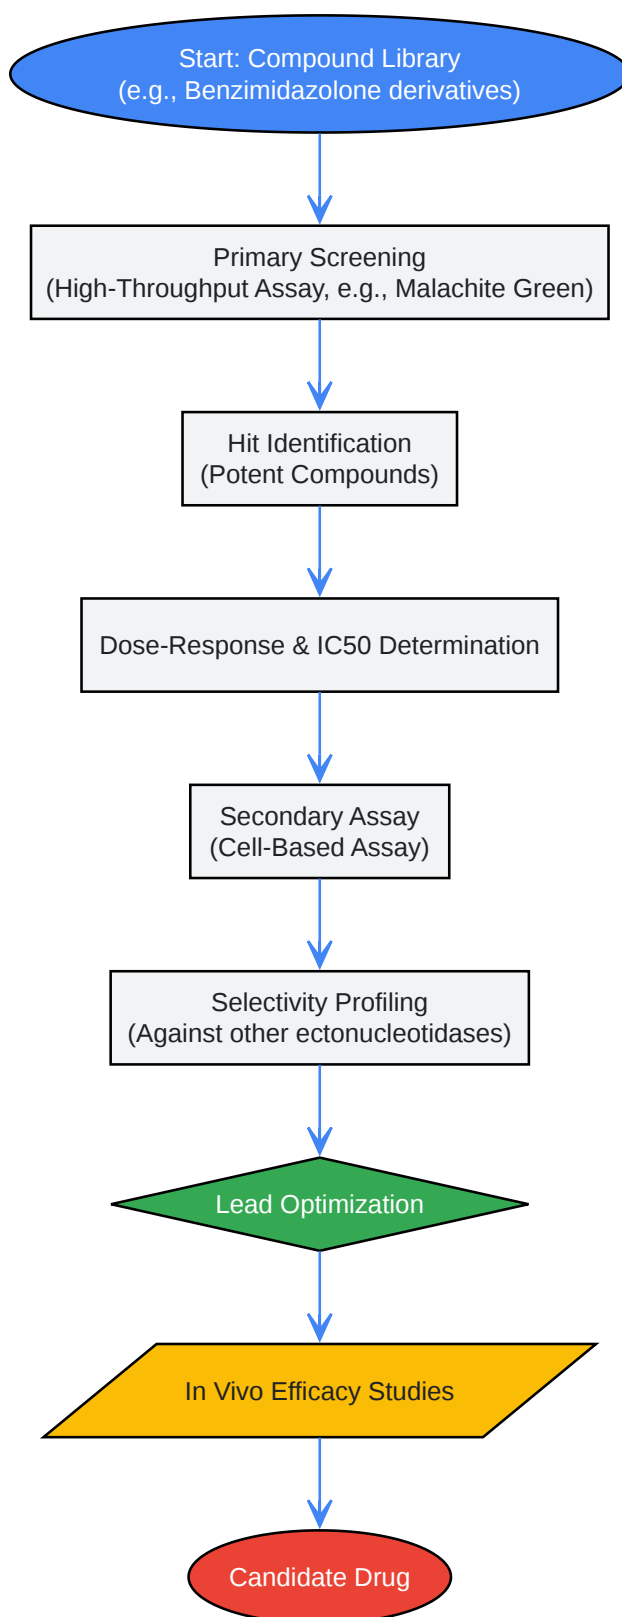 Start: Compound Library
(e.g., Benzimidazolone derivatives)
Primary Screening
(High-Throughput Assay, e.g., Malachite Green)
Hit Identification
(Potent Compounds)
Dose-Response & IC50 Determination
Secondary Assay
(Cell-Based Assay)
Selectivity Profiling
(Against other ectonucleotidases)
Lead Optimization
In Vivo Efficacy Studies
Candidate Drug